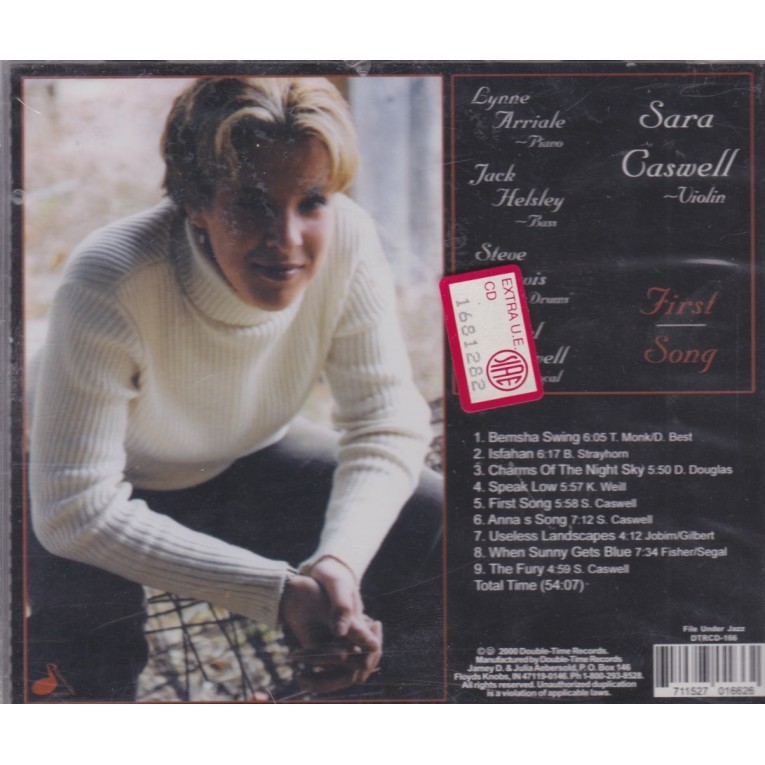 Lynne
Arriale
~Piano
Jack
Helsley
~Bass
Steve
Drums
Sara
Caswell
~Violin
First
Song
EXTRA U.E.
CD
1681282
SIAE
1. Bemsha Swing 6:05 T. Monk/D. Best
2. Isfahan 6:17 B. Strayhorn
3. Charms Of The Night Sky 5:50 D. Douglas
4. Speak Low 5:57 K. Weill
5. First Song 5:58 S. Caswell
6. Anna s Song 7:12 S. Caswell
7. Useless Landscapes 4:12 Jobim/Gilbert
8. When Sunny Gets Blue 7:34 Fisher/Segal
9. The Fury 4:59 S. Caswell
Total Time (54:07)
File Under Jazz
DTRCD-166
©℗ 2000 Double-Time Records.
Manufactured by Double-Time Records
Jamey D. & Julia Aebersold, P.O. Box 146
Floyds Knobs, IN 47119-0146. Ph 1-800-293-8528.
All rights reserved. Unauthorized duplication
is a violation of applicable laws.
711527 016626